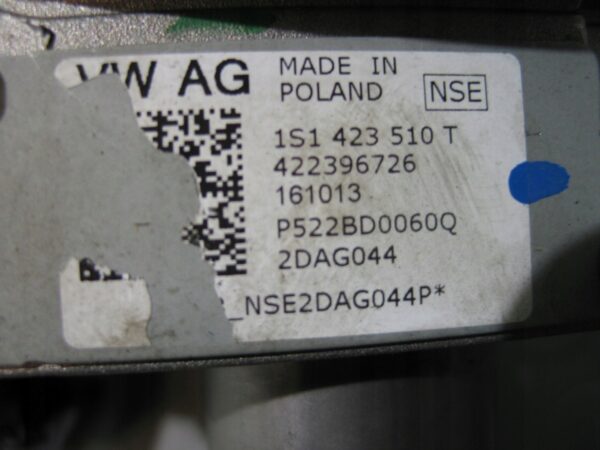 VW AG
MADE IN
POLAND
NSE
1S1 423 510 T
422396726
161013
P522BD0060Q
2DAG044
_NSE2DAG044P*